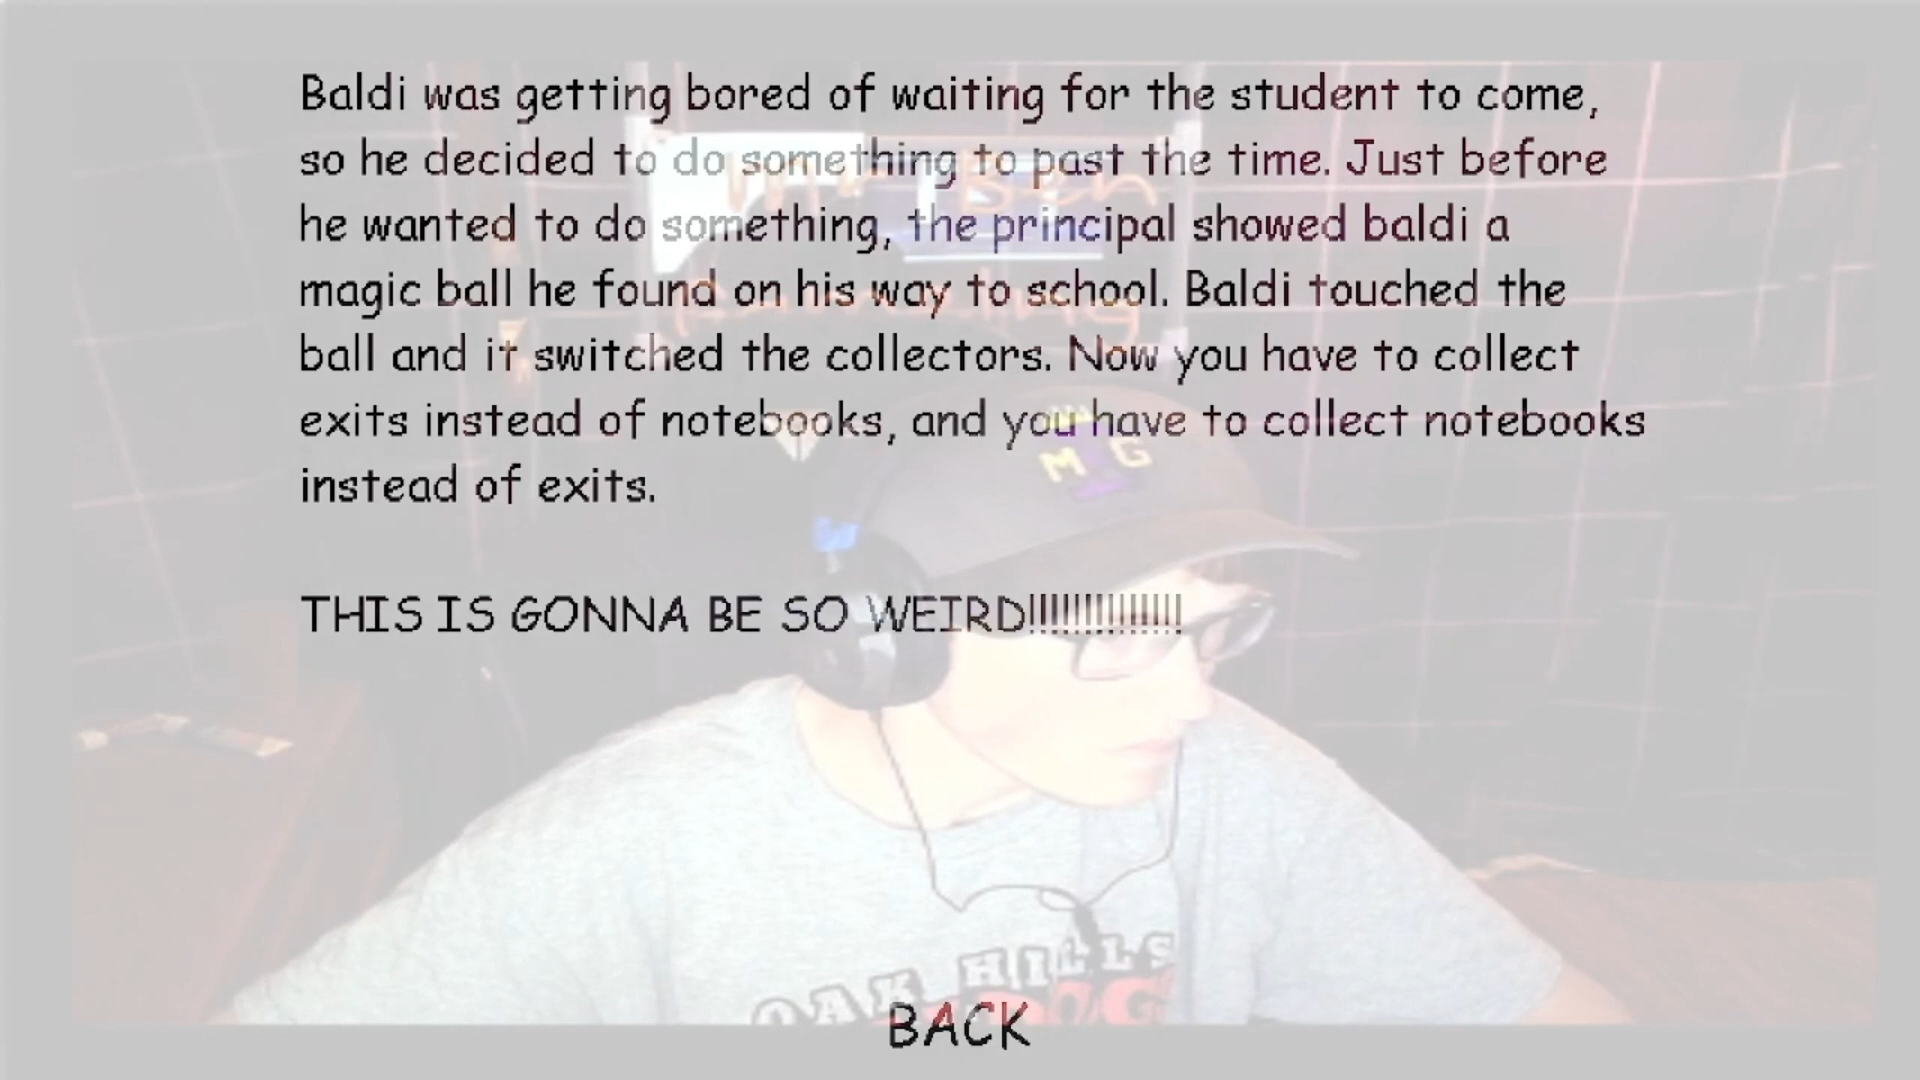 Baldi was getting bored of waiting for the student to come,
so he decided to do something to past the time. Just before
he wanted to do something, the principal showed baldi a
magic ball he found on his way to school. Baldi touched the
ball and it switched the collectors. Now you have to collect
exits instead of notebooks, and you have to collect notebooks
instead of exits.
THIS IS GONNA BE SO WEIRD!!!!!!!!!!!!!!
M G
OAK HILLS
BACK